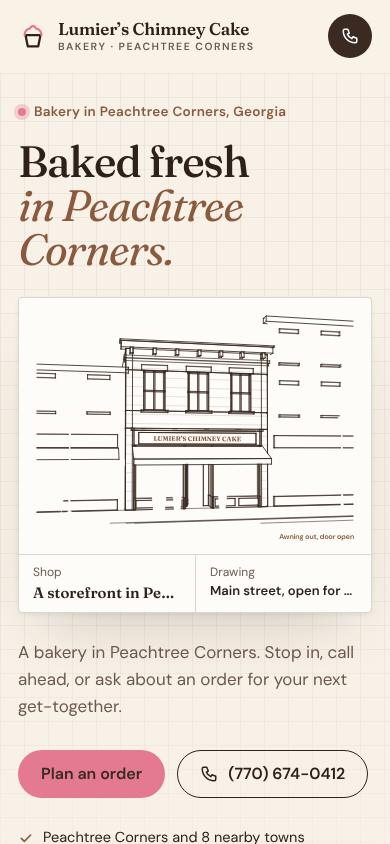 Lumier's Chimney Cake
BAKERY · PEACHTREE CORNERS
Bakery in Peachtree Corners, Georgia
Baked fresh
in Peachtree
Corners.
LUMIER'S CHIMNEY CAKE
Awning out, door open
Shop
A storefront in Pe...
Drawing
Main street, open for ...
A bakery in Peachtree Corners. Stop in, call
ahead, or ask about an order for your next
get-together.
Plan an order
(770) 674-0412
Peachtree Corners and 8 nearby towns